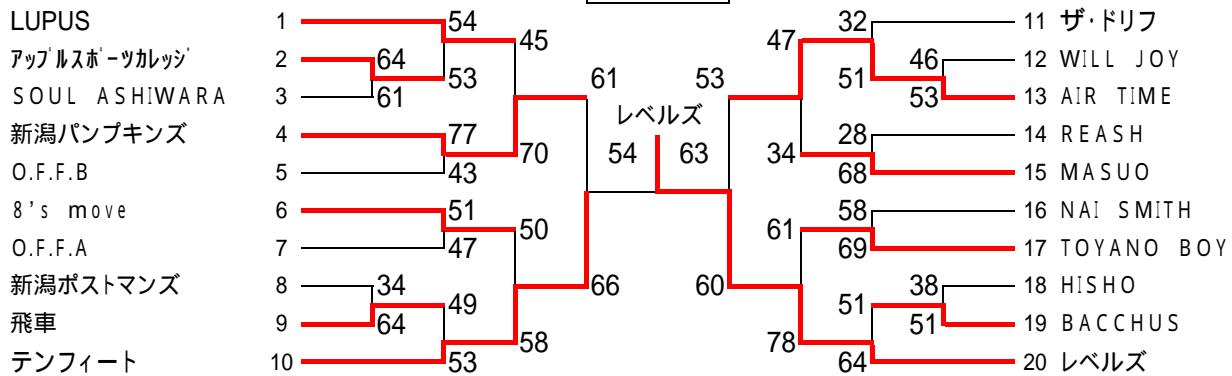 LUPUS 1 54 32 11 ザ・ドリフ
45 47
アップルスポーツカレッジ 2 64 46 12 WILL JOY
53 61 53 51
SOUL ASHIWARA 3 61 53 13 AIR TIME
レベルズ
新潟パンプキンズ 4 77 28 14 REASH
70 54 63 34
O.F.F.B 5 43 68 15 MASUO
8's move 6 51 58 16 NAI SMITH
50 61
O.F.F.A 7 47 69 17 TOYANO BOY
新潟ポストマンズ 8 34 66 60 38 18 HISHO
49 51
飛車 9 64 51 19 BACCHUS
58 78
テンフィート 10 53 64 20 レベルズ